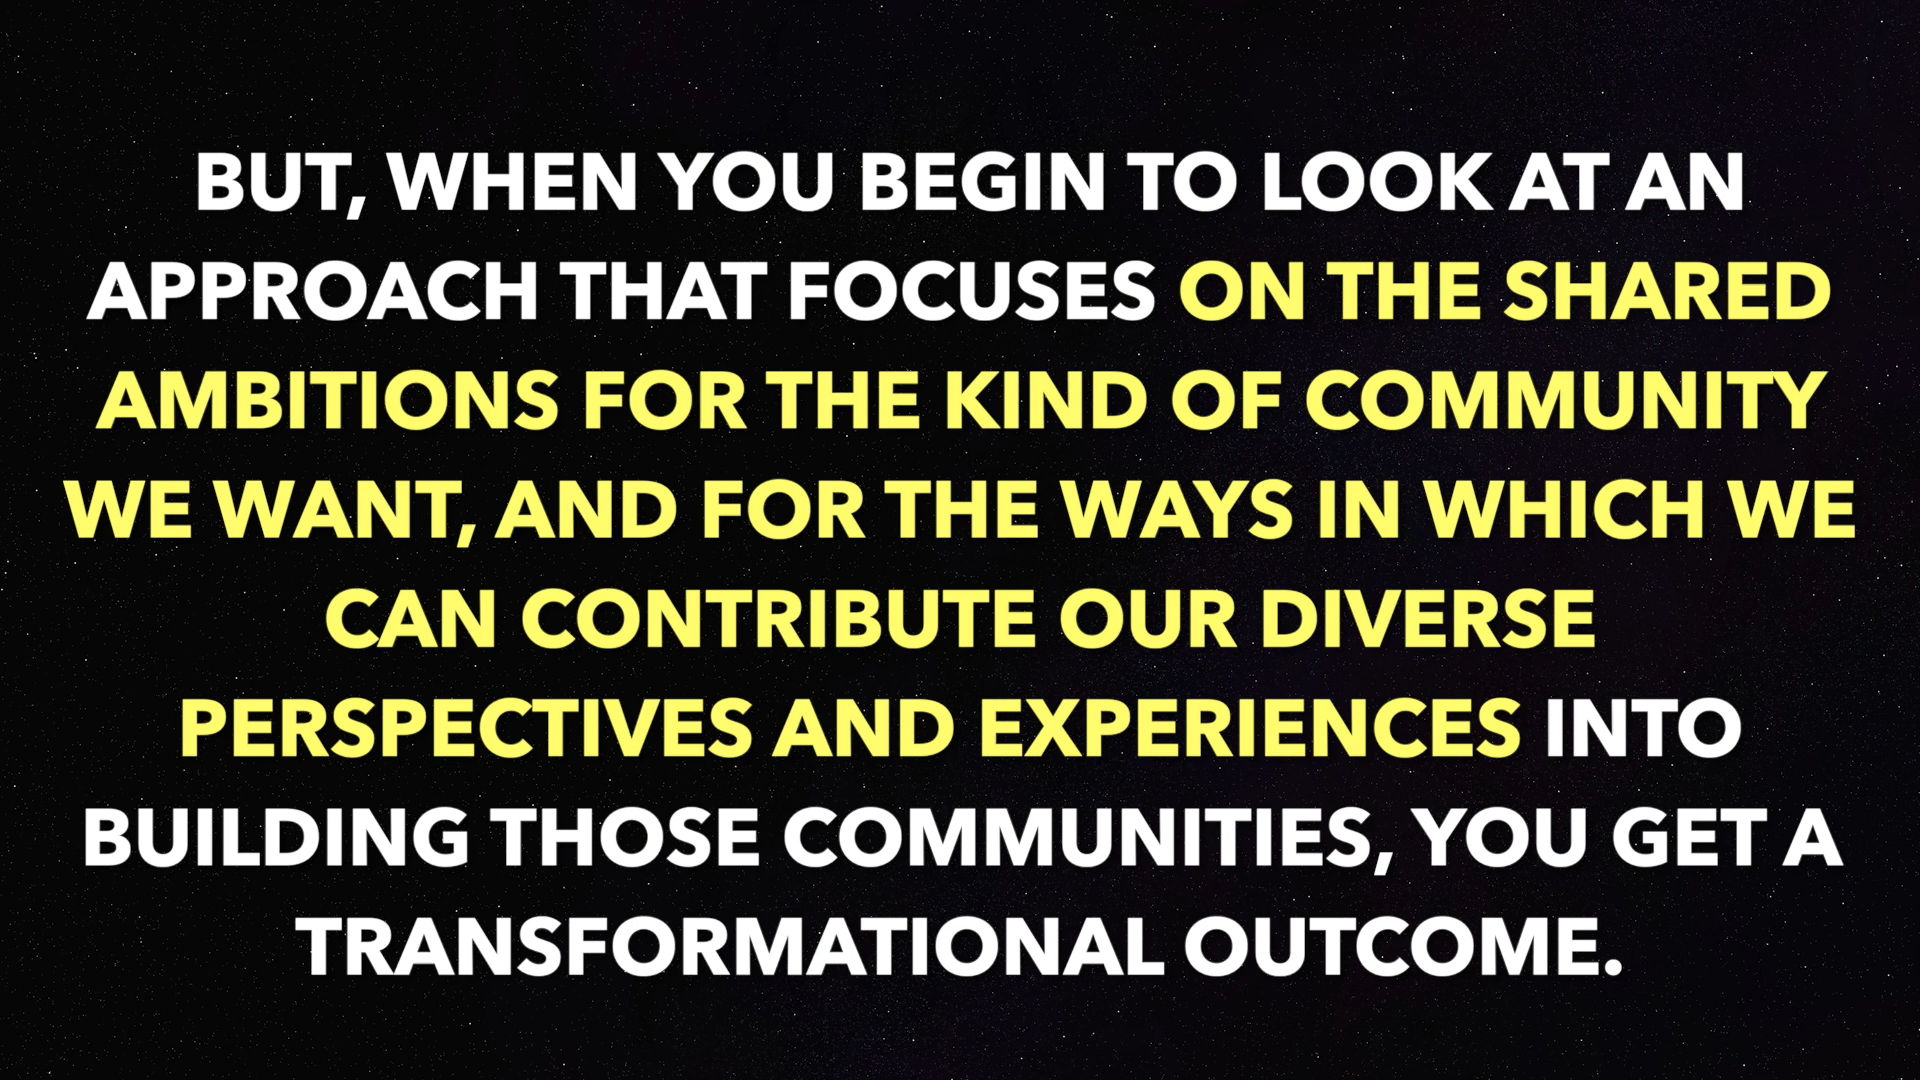 BUT, WHEN YOU BEGIN TO LOOK AT AN
APPROACH THAT FOCUSES ON THE SHARED
AMBITIONS FOR THE KIND OF COMMUNITY
WE WANT, AND FOR THE WAYS IN WHICH WE
CAN CONTRIBUTE OUR DIVERSE
PERSPECTIVES AND EXPERIENCES INTO
BUILDING THOSE COMMUNITIES, YOU GET A
TRANSFORMATIONAL OUTCOME.